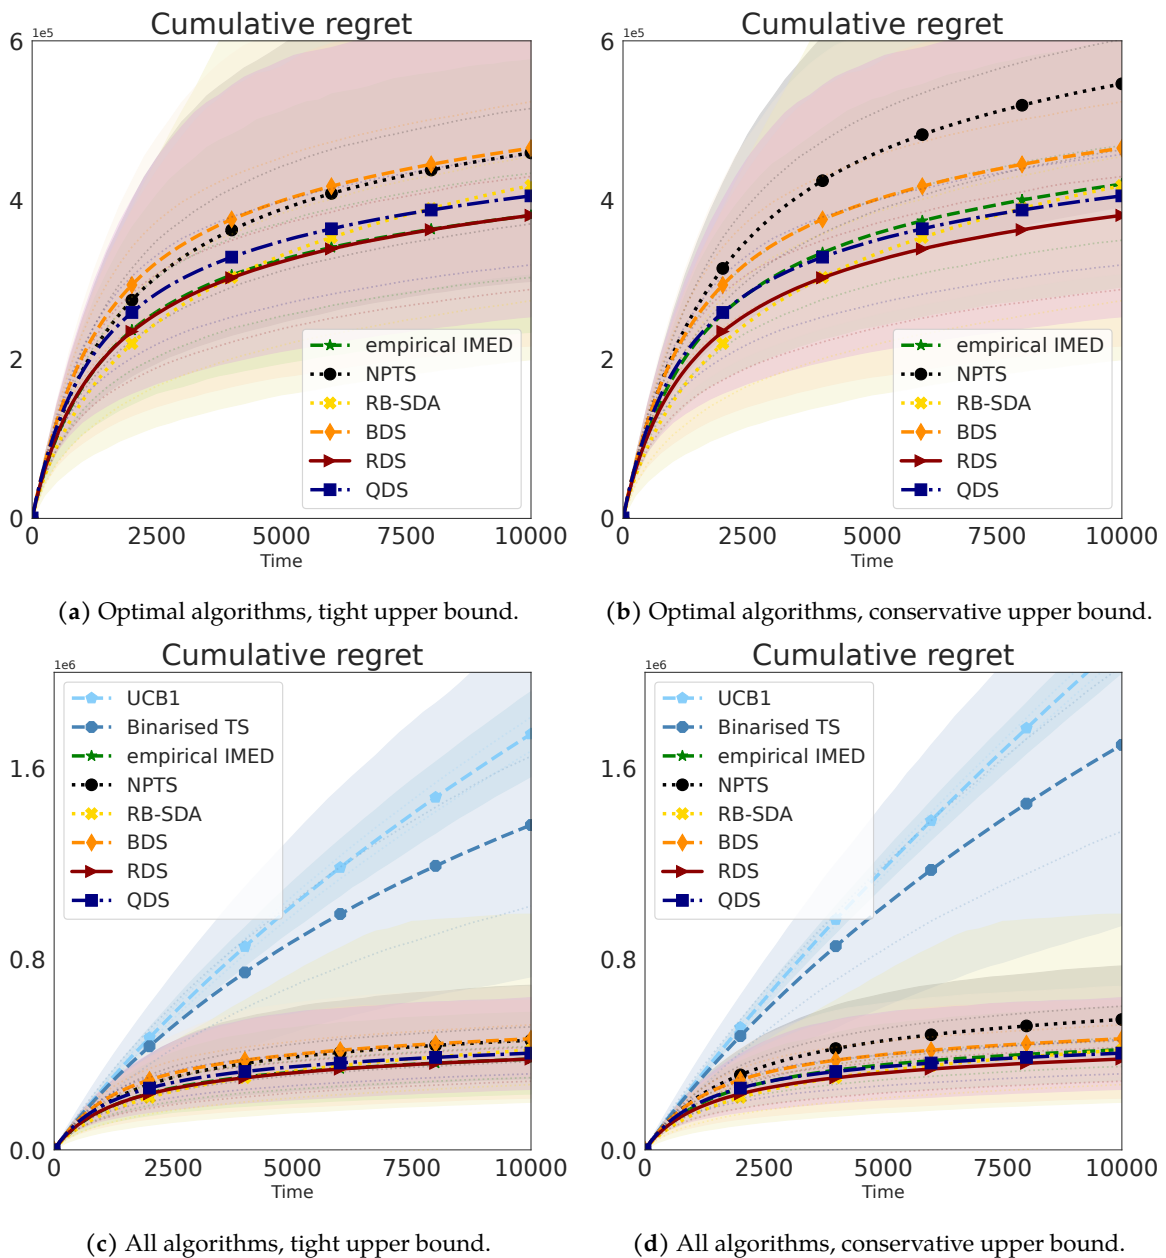 Cumulative regret
1e5
6
4
2
0
0 2500 5000 7500 10000
Time
empirical IMED
NPTS
RB-SDA
BDS
RDS
QDS
(a) Optimal algorithms, tight upper bound.
Cumulative regret
1e5
6
4
2
0
0 2500 5000 7500 10000
Time
empirical IMED
NPTS
RB-SDA
BDS
RDS
QDS
(b) Optimal algorithms, conservative upper bound.
Cumulative regret
1e6
UCB1
Binarised TS
empirical IMED
NPTS
RB-SDA
BDS
RDS
QDS
1.6
0.8
0.0
0 2500 5000 7500 10000
Time
(c) All algorithms, tight upper bound.
Cumulative regret
1e6
UCB1
Binarised TS
empirical IMED
NPTS
RB-SDA
BDS
RDS
QDS
1.6
0.8
0.0
0 2500 5000 7500 10000
Time
(d) All algorithms, conservative upper bound.